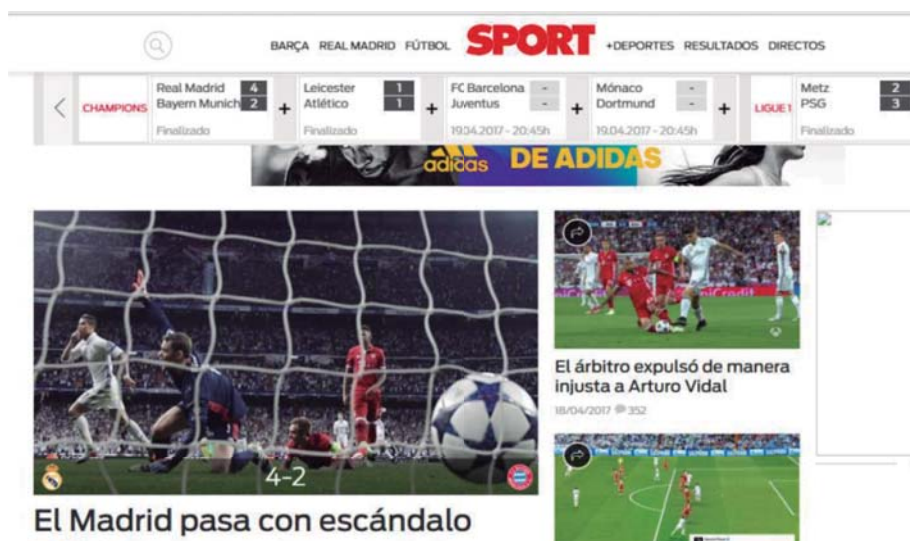 BARÇA REAL MADRID FÚTBOL SPORT +DEPORTES RESULTADOS DIRECTOS
CHAMPIONS
Real Madrid 4
Bayern Munich 2
Finalizado
+
Leicester 1
Atlético 1
Finalizado
+
FC Barcelona -
Juventus -
19.04.2017 - 20:45h
+
Mónaco -
Dortmund -
19.04.2017 - 20:45h
+
LIGUE 1
Metz 2
PSG 3
Finalizado
adidas DE ADIDAS
4-2
El Madrid pasa con escándalo
UniCredit
El árbitro expulsó de manera
injusta a Arturo Vidal
18/04/2017 352